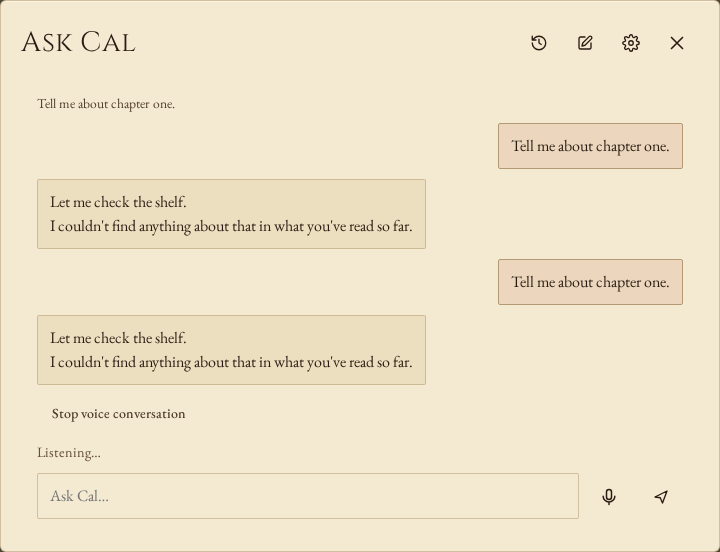 Ask Cal
Tell me about chapter one.
Tell me about chapter one.
Let me check the shelf.
I couldn't find anything about that in what you've read so far.
Tell me about chapter one.
Let me check the shelf.
I couldn't find anything about that in what you've read so far.
Stop voice conversation
Listening...
Ask Cal...